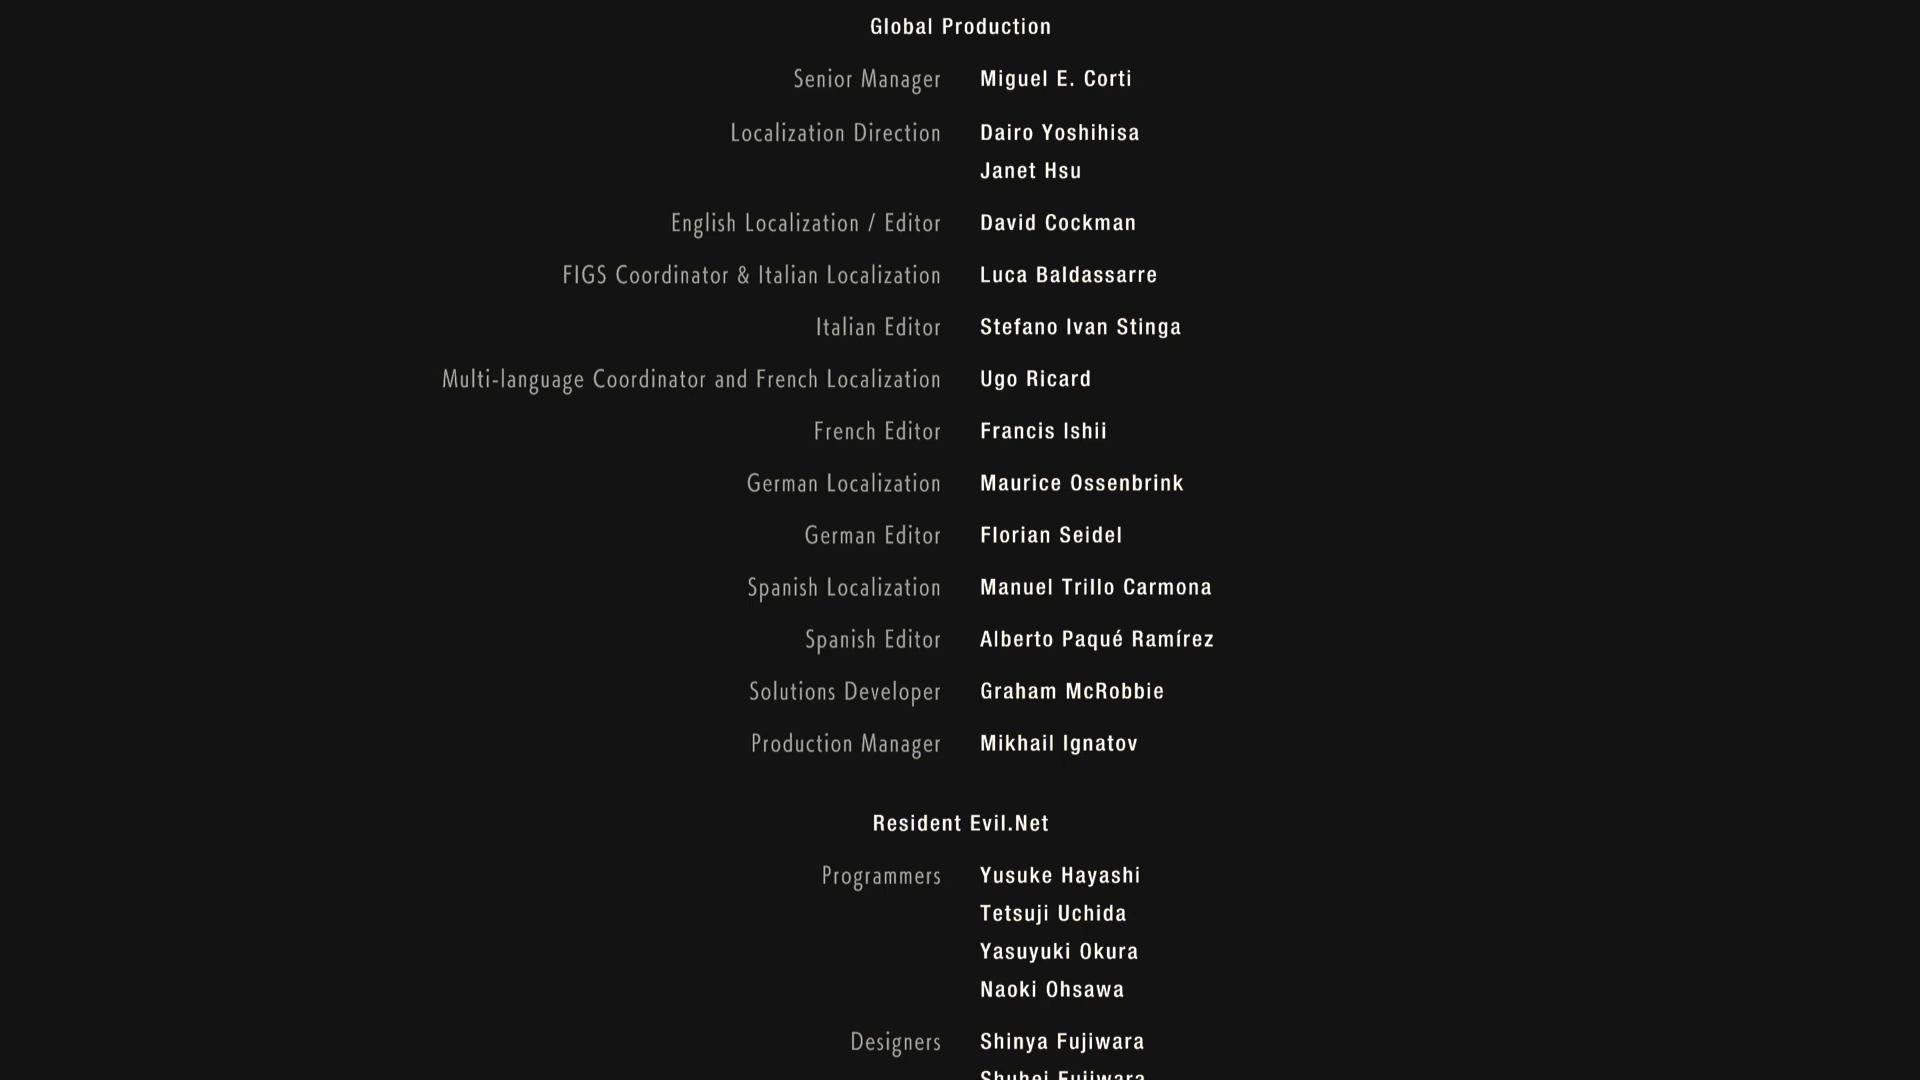 Global Production
Senior Manager Miguel E. Corti
Localization Direction Dairo Yoshihisa
Janet Hsu
English Localization / Editor David Cockman
FIGS Coordinator & Italian Localization Luca Baldassarre
Italian Editor Stefano Ivan Stinga
Multi-language Coordinator and French Localization Ugo Ricard
French Editor Francis Ishii
German Localization Maurice Ossenbrink
German Editor Florian Seidel
Spanish Localization Manuel Trillo Carmona
Spanish Editor Alberto Paqué Ramírez
Solutions Developer Graham McRobbie
Production Manager Mikhail Ignatov
Resident Evil.Net
Programmers Yusuke Hayashi
Tetsuji Uchida
Yasuyuki Okura
Naoki Ohsawa
Designers Shinya Fujiwara
Shuhei Fujiwara